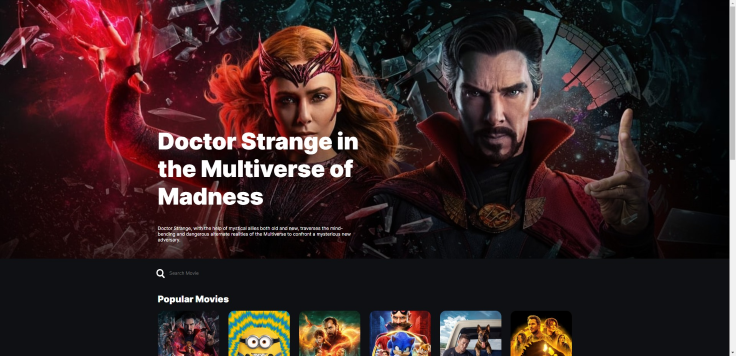 Doctor Strange in
the Multiverse of
Madness
Doctor Strange, with the help of mystical allies both old and new, traverses the mind-
bending and dangerous alternate realities of the Multiverse to confront a mysterious new
adversary.
Search Movie
Popular Movies